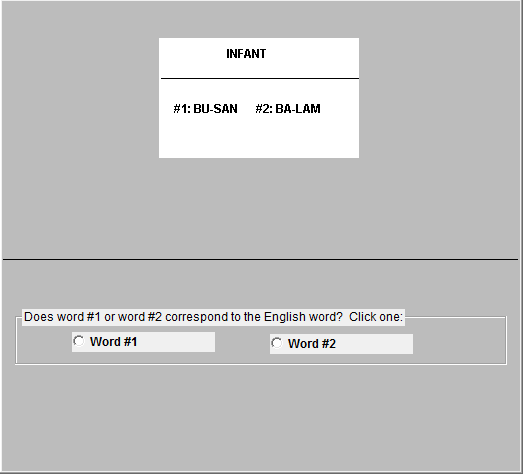 INFANT
#1: BU-SAN #2: BA-LAM
Does word #1 or word #2 correspond to the English word? Click one:
Word #1 Word #2